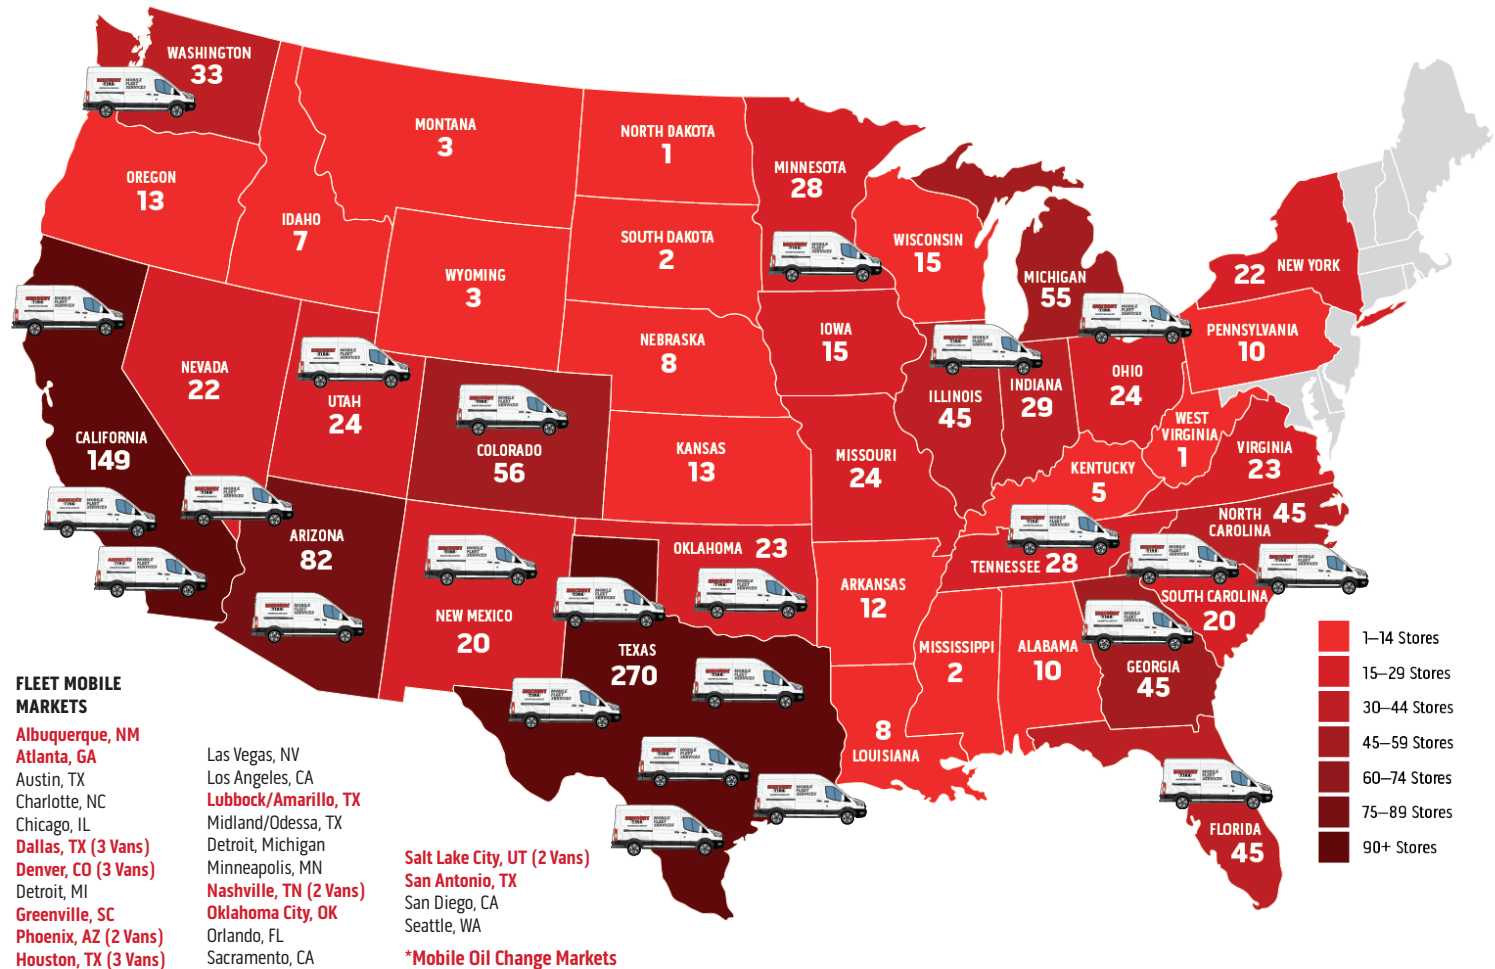 WASHINGTON
33
MONTANA
3
NORTH DAKOTA
1
MINNESOTA
28
OREGON
13
IDAHO
7
WYOMING
3
SOUTH DAKOTA
2
WISCONSIN
15
MICHIGAN
55
22 NEW YORK
PENNSYLVANIA
10
NEVADA
22
UTAH
24
COLORADO
56
NEBRASKA
8
IOWA
15
ILLINOIS
45
INDIANA
29
OHIO
24
WEST
VIRGINIA
1
VIRGINIA
23
CALIFORNIA
149
KANSAS
13
MISSOURI
24
KENTUCKY
5
ARIZONA
82
NEW MEXICO
20
OKLAHOMA 23
ARKANSAS
12
TENNESSEE 28
NORTH
CAROLINA 45
SOUTH CAROLINA
20
TEXAS
270
8
LOUISIANA
MISSISSIPPI
2
ALABAMA
10
GEORGIA
45
FLORIDA
45
1–14 Stores
15–29 Stores
30–44 Stores
45–59 Stores
60–74 Stores
75–89 Stores
90+ Stores
FLEET MOBILE
MARKETS
Albuquerque, NM
Atlanta, GA
Austin, TX
Charlotte, NC
Chicago, IL
Dallas, TX (3 Vans)
Denver, CO (3 Vans)
Detroit, MI
Greenville, SC
Phoenix, AZ (2 Vans)
Houston, TX (3 Vans)
Las Vegas, NV
Los Angeles, CA
Lubbock/Amarillo, TX
Midland/Odessa, TX
Detroit, Michigan
Minneapolis, MN
Nashville, TN (2 Vans)
Oklahoma City, OK
Orlando, FL
Sacramento, CA
Salt Lake City, UT (2 Vans)
San Antonio, TX
San Diego, CA
Seattle, WA
*Mobile Oil Change Markets